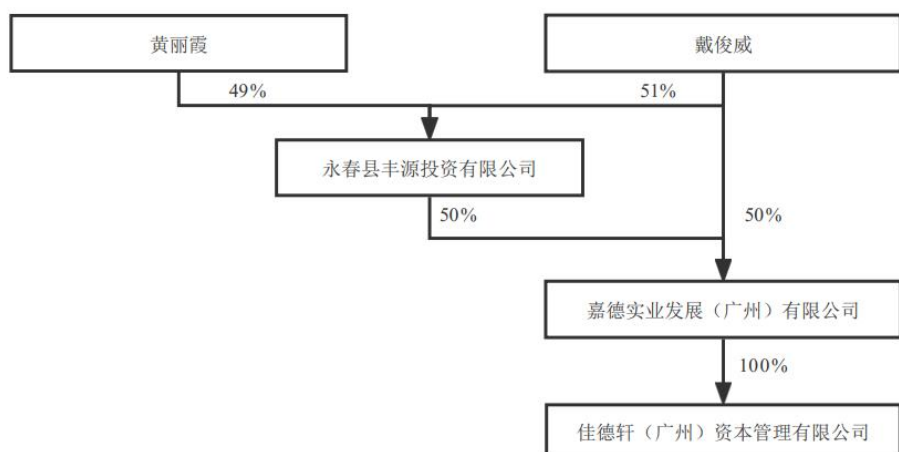 黄丽霞
戴俊威
49%
51%
永春县丰源投资有限公司
50%
50%
嘉德实业发展（广州）有限公司
100%
佳德轩（广州）资本管理有限公司